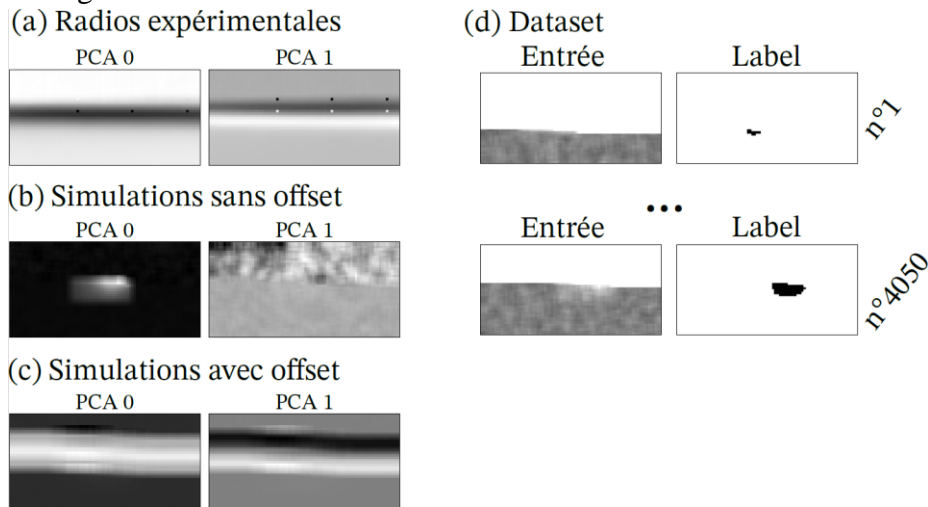 (a) Radios expérimentales
PCA 0 PCA 1
(b) Simulations sans offset
PCA 0 PCA 1
(c) Simulations avec offset
PCA 0 PCA 1
(d) Dataset
Entrée Label
n°1
...
Entrée Label
n°4050